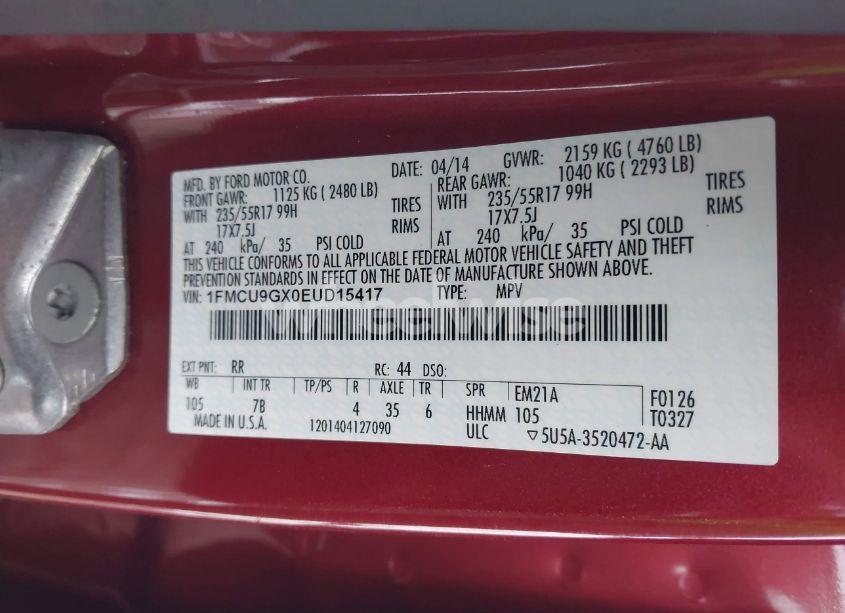 MFD. BY FORD MOTOR CO. DATE: 04/14 GVWR: 2159 KG ( 4760 LB)
FRONT GAWR: 1125 KG ( 2480 LB) REAR GAWR: 1040 KG ( 2293 LB)
WITH 235/55R17 99H TIRES WITH 235/55R17 99H TIRES
17X7.5J RIMS 17X7.5J RIMS
AT 240 kPa/ 35 PSI COLD AT 240 kPa/ 35 PSI COLD
THIS VEHICLE CONFORMS TO ALL APPLICABLE FEDERAL MOTOR VEHICLE SAFETY AND THEFT
PREVENTION STANDARDS IN EFFECT ON THE DATE OF MANUFACTURE SHOWN ABOVE.
VIN: 1FMCU9GX0EUD15417 TYPE: MPV
wheelwise
EXT PNT: RR RC: 44 DSO:
WB INT TR TP/PS R AXLE TR SPR EM21A F0126
105 7B 4 35 6 HHMM 105 T0327
MADE IN U.S.A. 1201404127090 ULC ▽5U5A-3520472-AA